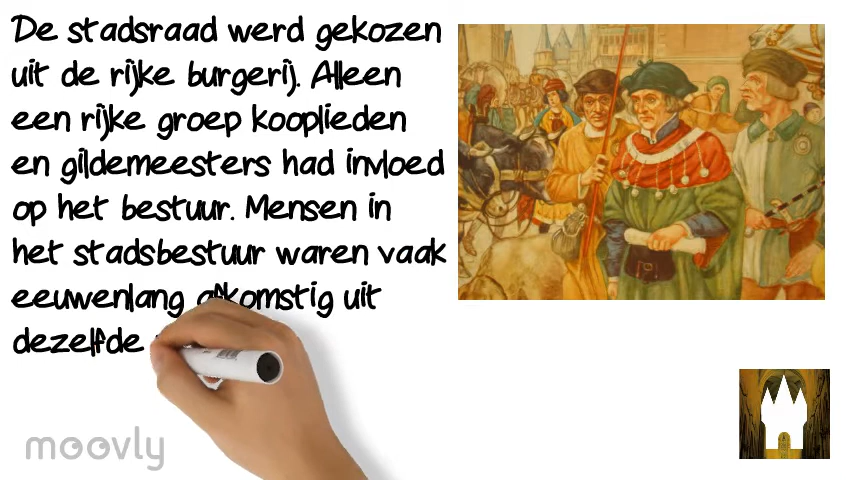 De stadsraad werd gekozen
uit de rijke burgerij. Alleen
een rijke groep kooplieden
en gildemeesters had invloed
op het bestuur. Mensen in
het stadsbestuur waren vaak
eeuwenlang afkomstig uit
dezelfde
moovly